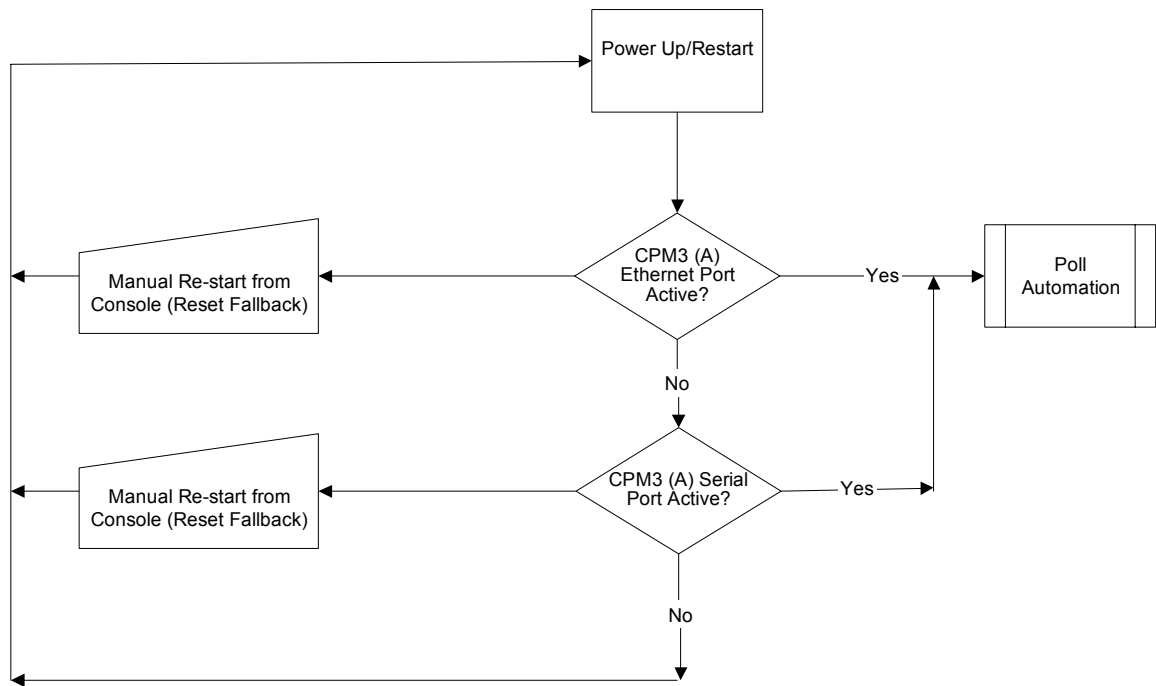 Power Up/Restart
CPM3 (A)
Ethernet Port
Active?
Manual Re-start from
Console (Reset Fallback)
Yes
Poll
Automation
No
CPM3 (A) Serial
Port Active?
Manual Re-start from
Console (Reset Fallback)
Yes
No